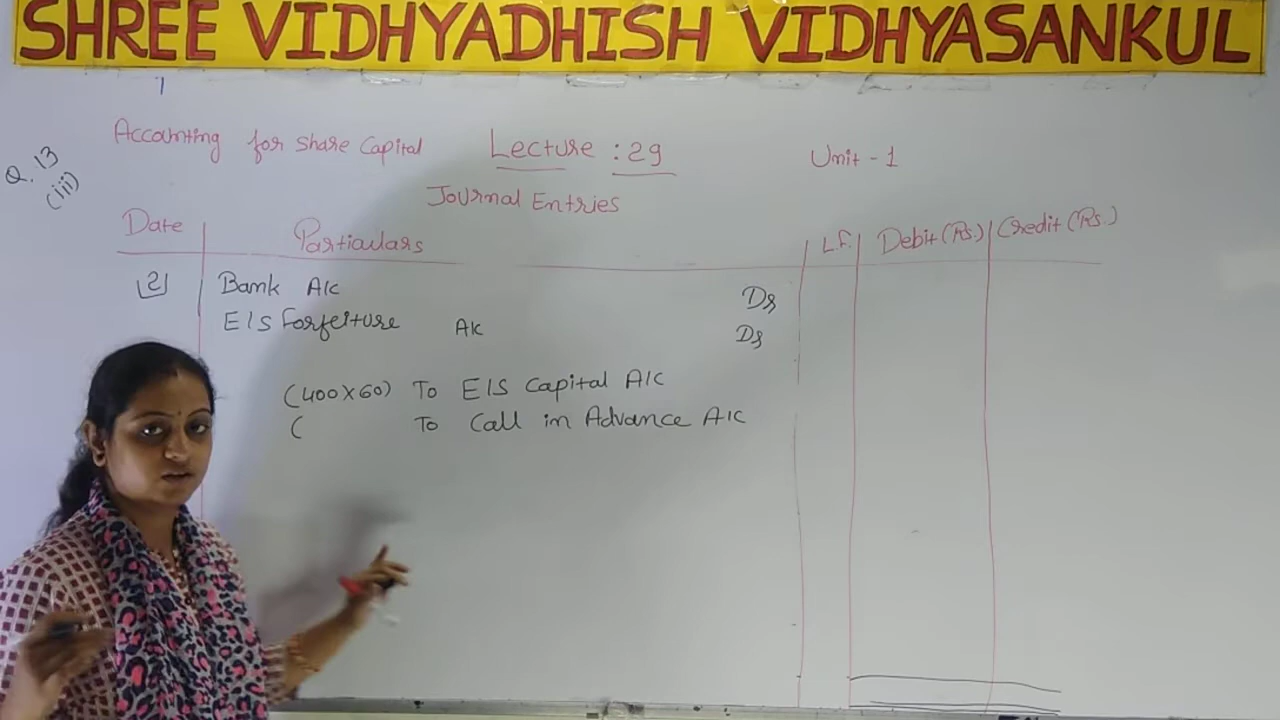 SHREE VIDHYADHISH VIDHYASANKUL
Accounting for Share Capital Lecture : 29 Unit - 1
Q. 13
(iii)
Journal Entries
Date Particulars L.F. Debit (Rs.) Credit (Rs.)
2 Bank A/c Dr
E/S Forfeiture A/c Dr
(400X60) To E/S Capital A/c
( To Call in Advance A/c